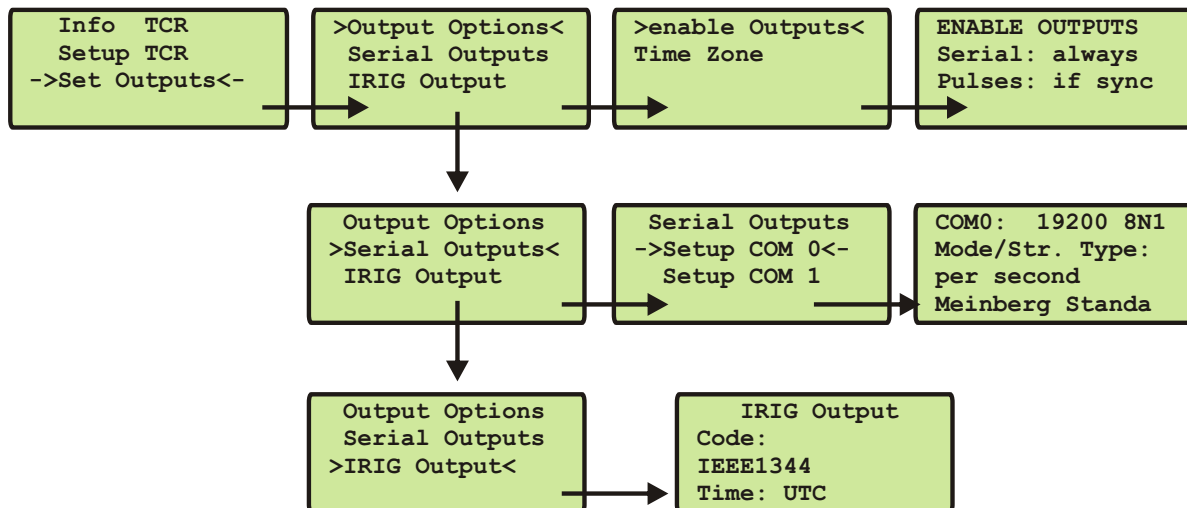 Info TCR
Setup TCR
->Set Outputs<-
>Output Options<
Serial Outputs
IRIG Output
>enable Outputs<
Time Zone
ENABLE OUTPUTS
Serial: always
Pulses: if sync
Output Options
>Serial Outputs<
IRIG Output
Serial Outputs
->Setup COM 0<-
Setup COM 1
COM0: 19200 8N1
Mode/Str. Type:
per second
Meinberg Standa
Output Options
Serial Outputs
>IRIG Output<
IRIG Output
Code:
IEEE1344
Time: UTC